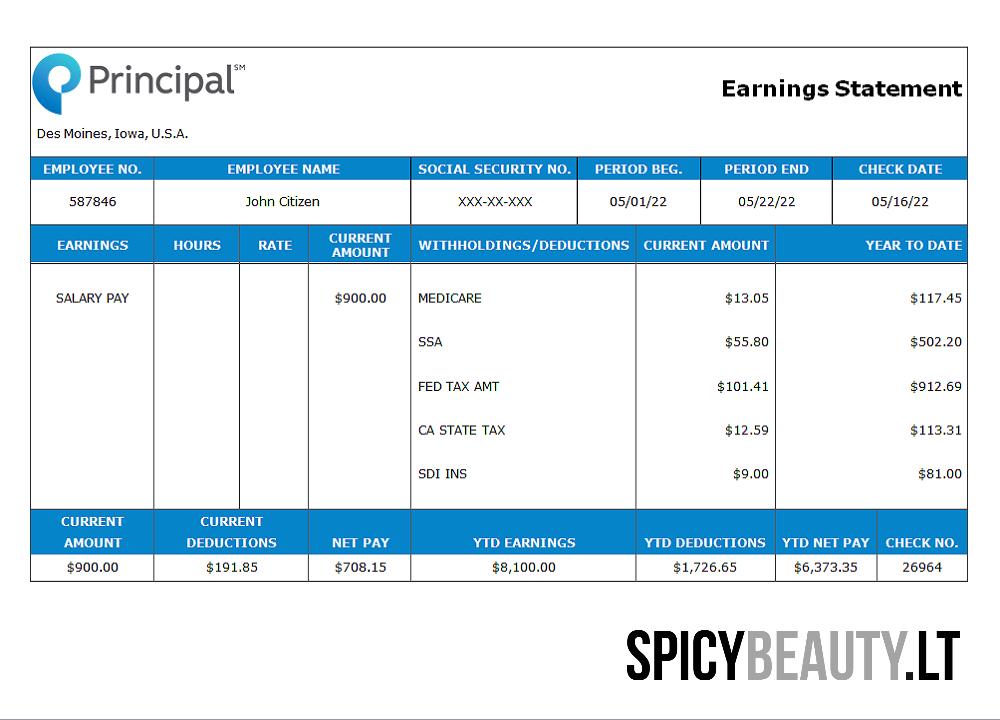 Principal℠
Earnings Statement
Des Moines, Iowa, U.S.A.
EMPLOYEE NO. EMPLOYEE NAME SOCIAL SECURITY NO. PERIOD BEG. PERIOD END CHECK DATE
587846 John Citizen XXX-XX-XXX 05/01/22 05/22/22 05/16/22
EARNINGS HOURS RATE CURRENT AMOUNT WITHHOLDINGS/DEDUCTIONS CURRENT AMOUNT YEAR TO DATE
SALARY PAY $900.00 MEDICARE $13.05 $117.45
SSA $55.80 $502.20
FED TAX AMT $101.41 $912.69
CA STATE TAX $12.59 $113.31
SDI INS $9.00 $81.00
CURRENT AMOUNT CURRENT DEDUCTIONS NET PAY YTD EARNINGS YTD DEDUCTIONS YTD NET PAY CHECK NO.
$900.00 $191.85 $708.15 $8,100.00 $1,726.65 $6,373.35 26964
SPICYBEAUTY.LT